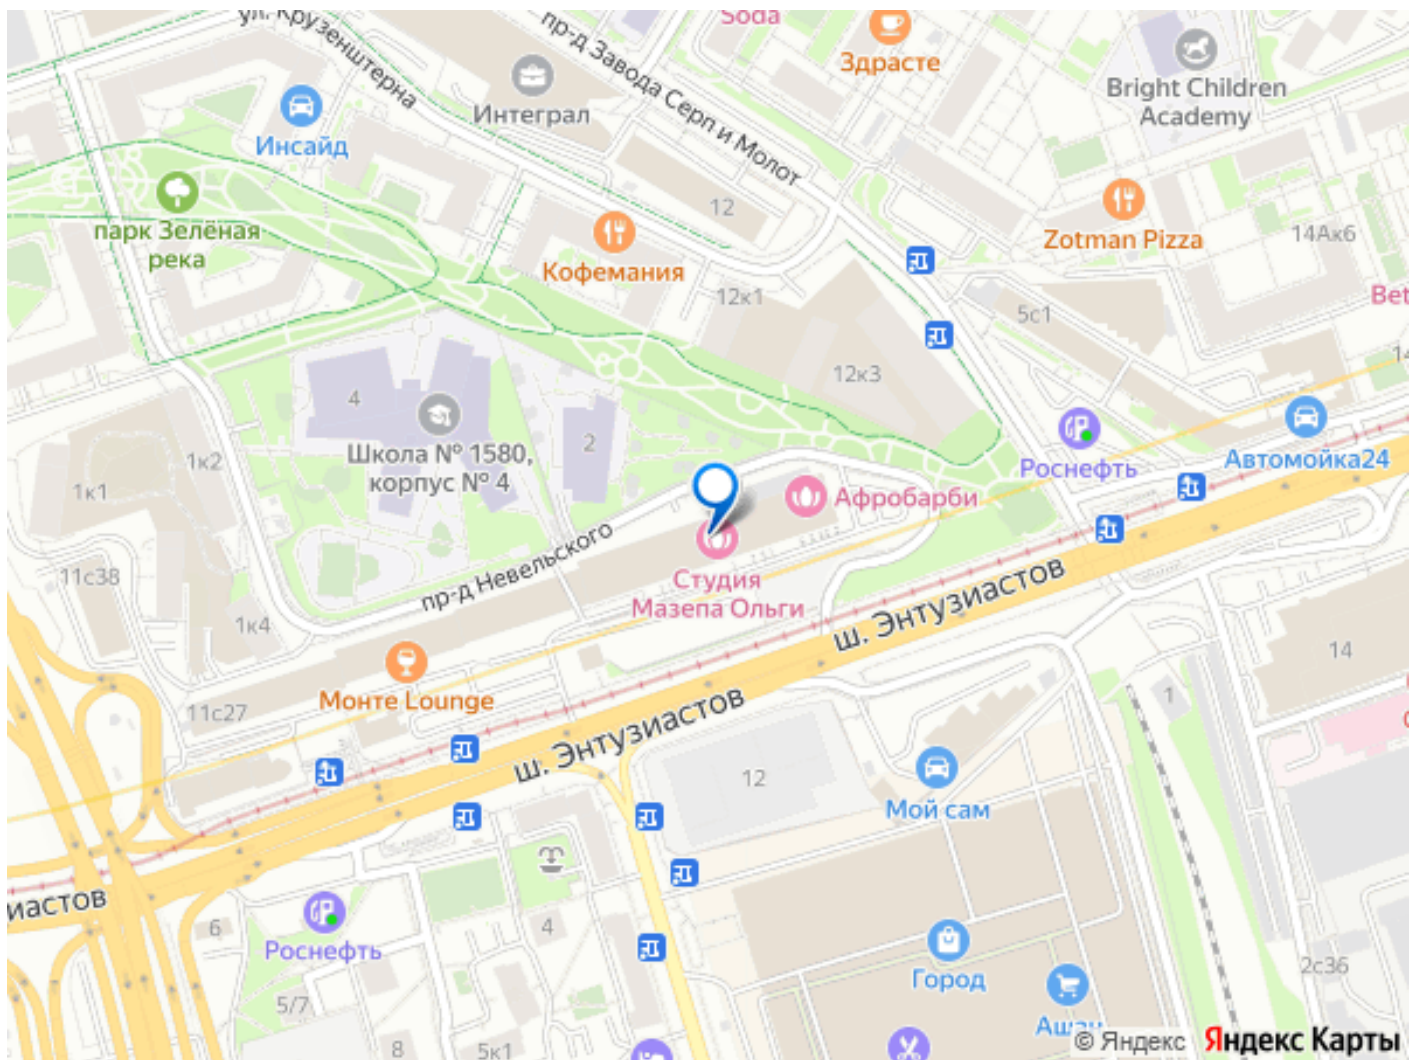 Soda
ул. Крузенштерна
пр-д Завода Серп и Молот
Здрасте
Bright Children
Academy
Интеграл
Инсайд
12
парк Зелёная
река
Кофемания
Zotman Pizza
14Ак6
12к1
5с1
Bet
12к3
14
4
Школа № 1580,
корпус № 4
2
Роснефть
Автомойка24
1к2
1к1
Афробарби
пр-д Невельского
11с38
Студия
Мазепа Ольги
ш. Энтузиастов
1к4
14
Монте Lounge
11с27
1
ш. Энтузиастов
12
Мой сам
иастов
6
4
Роснефть
Город
2с36
5/7
Ашан
8
5к1
© Яндекс Яндекс Карты